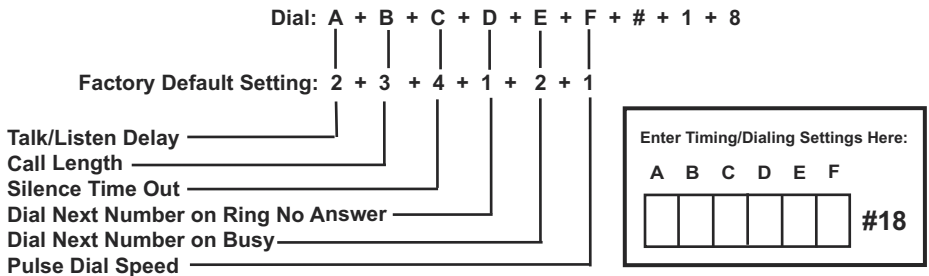 Dial: A + B + C + D + E + F + # + 1 + 8
Factory Default Setting: 2 + 3 + 4 + 1 + 2 + 1
Talk/Listen Delay
Call Length
Silence Time Out
Dial Next Number on Ring No Answer
Dial Next Number on Busy
Pulse Dial Speed
Enter Timing/Dialing Settings Here:
A B C D E F
#18